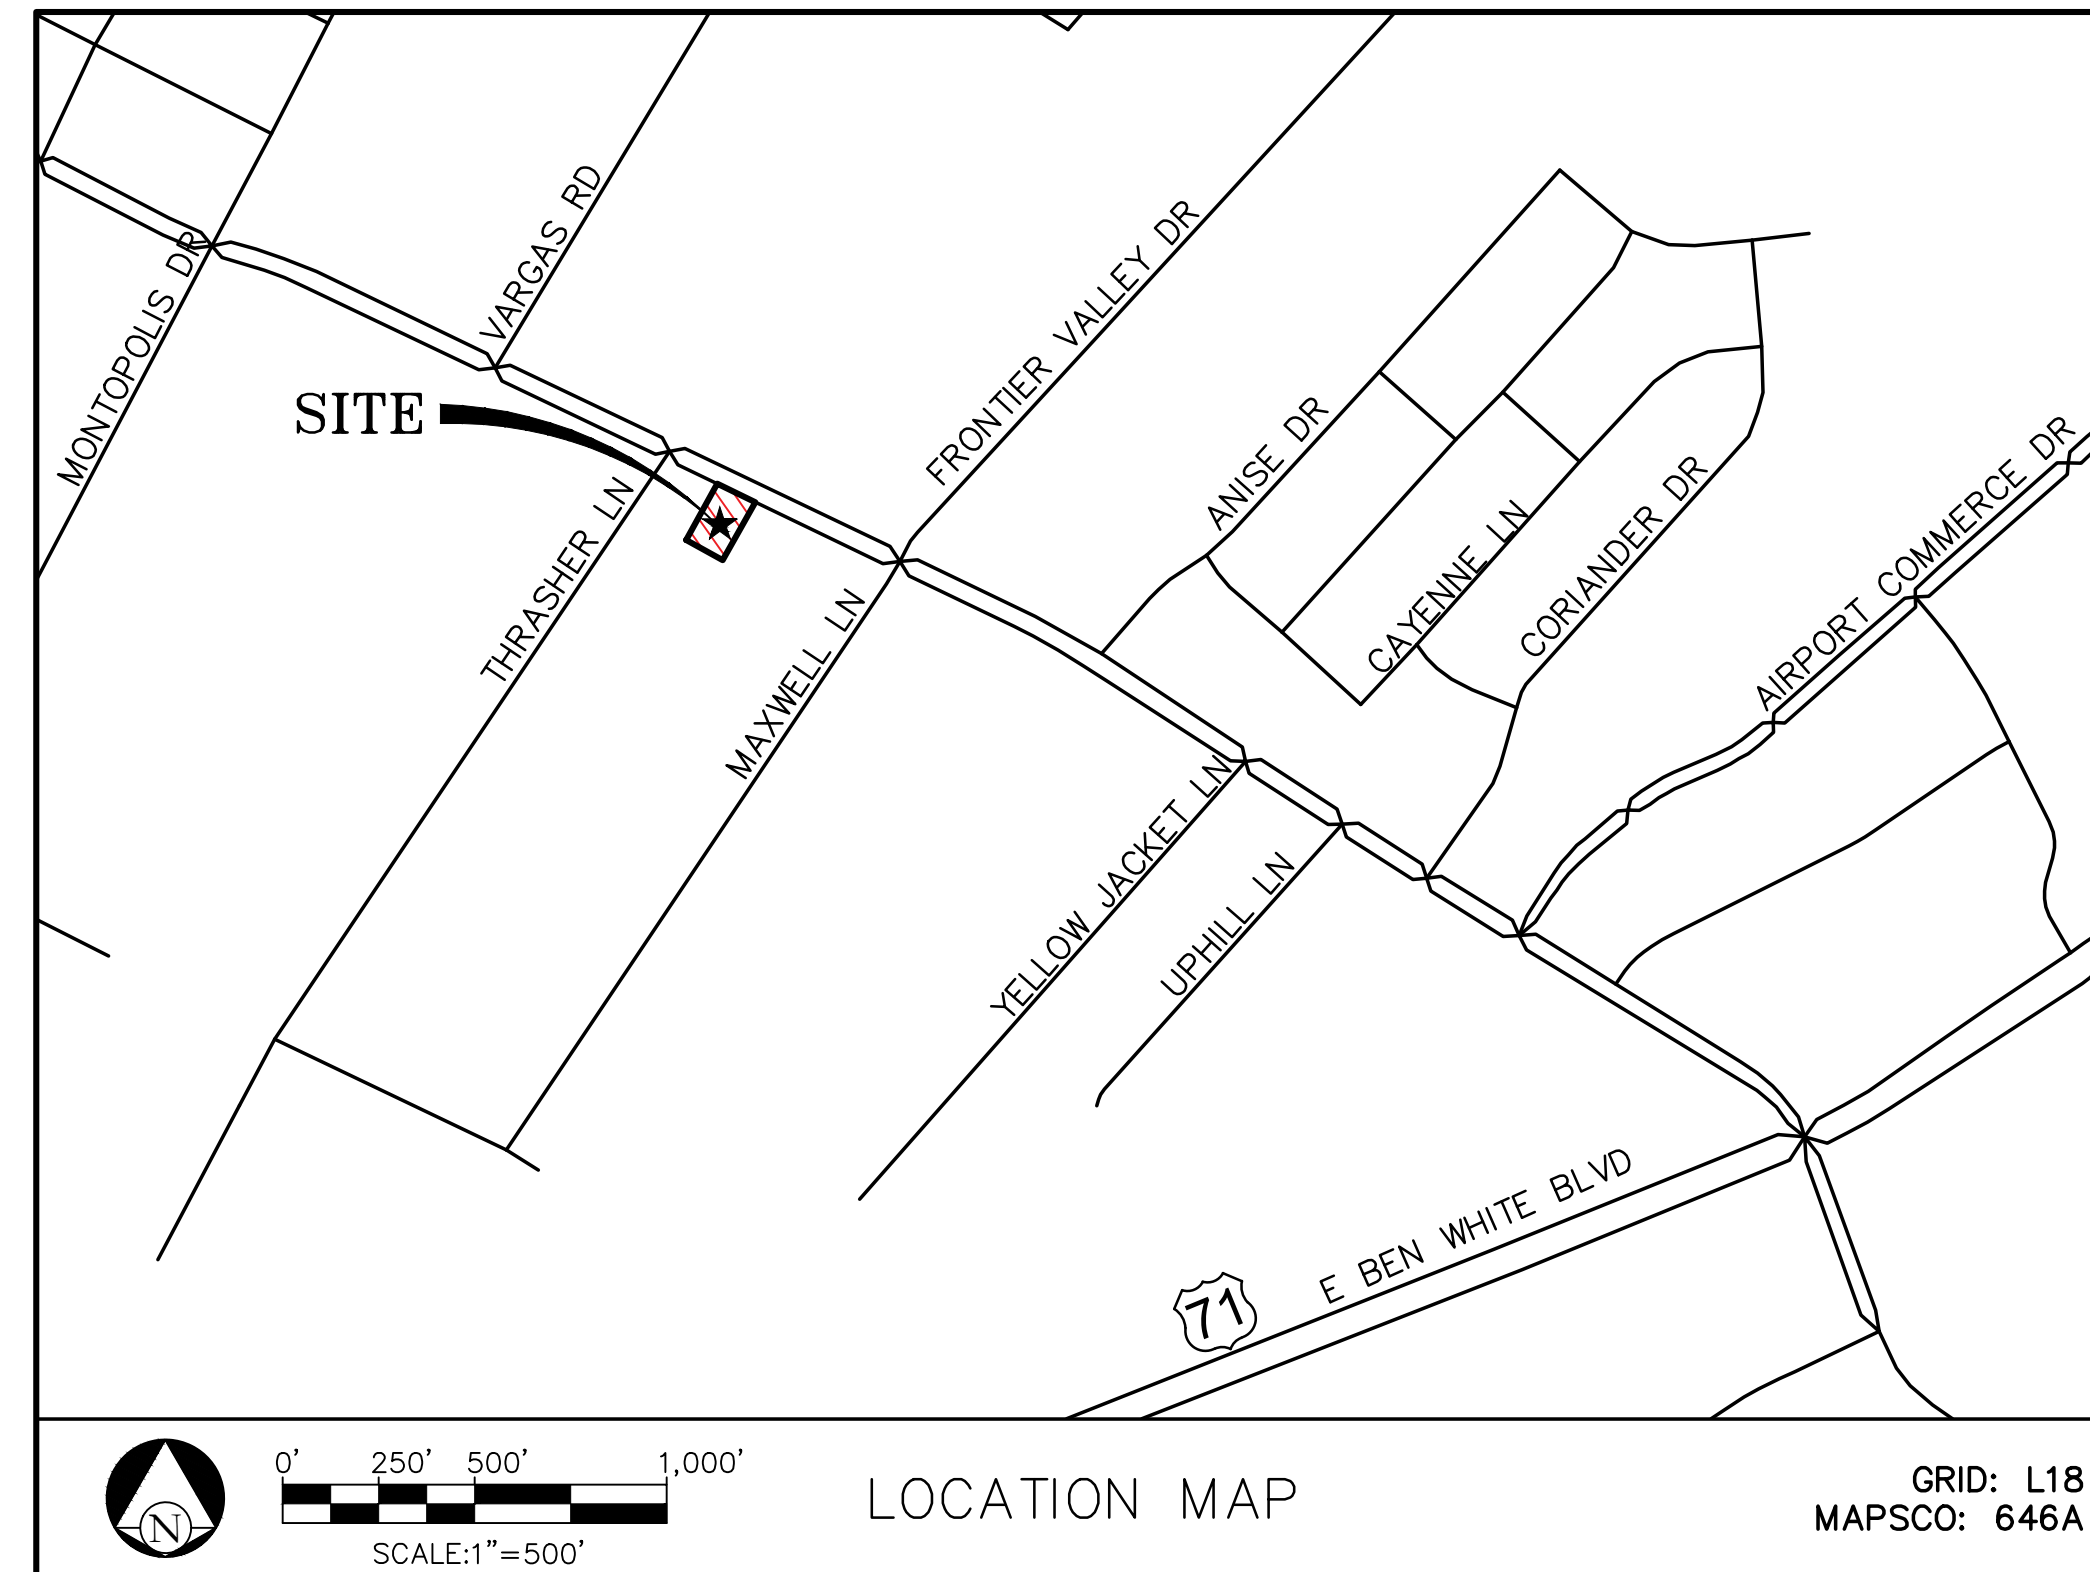 MONTOPOLIS DR
VARGAS RD
SITE
THRASHER LN
MAXWELL LN
FRONTIER VALLEY DR
ANISE DR
CAYENNE LN
CORIANDER DR
AIRPORT COMMERCE DR
YELLOW JACKET LN
UPHILL LN
E BEN WHITE BLVD
71
N
0' 250' 500' 1,000'
SCALE:1"=500'
LOCATION MAP
GRID: L18
MAPSCO: 646A